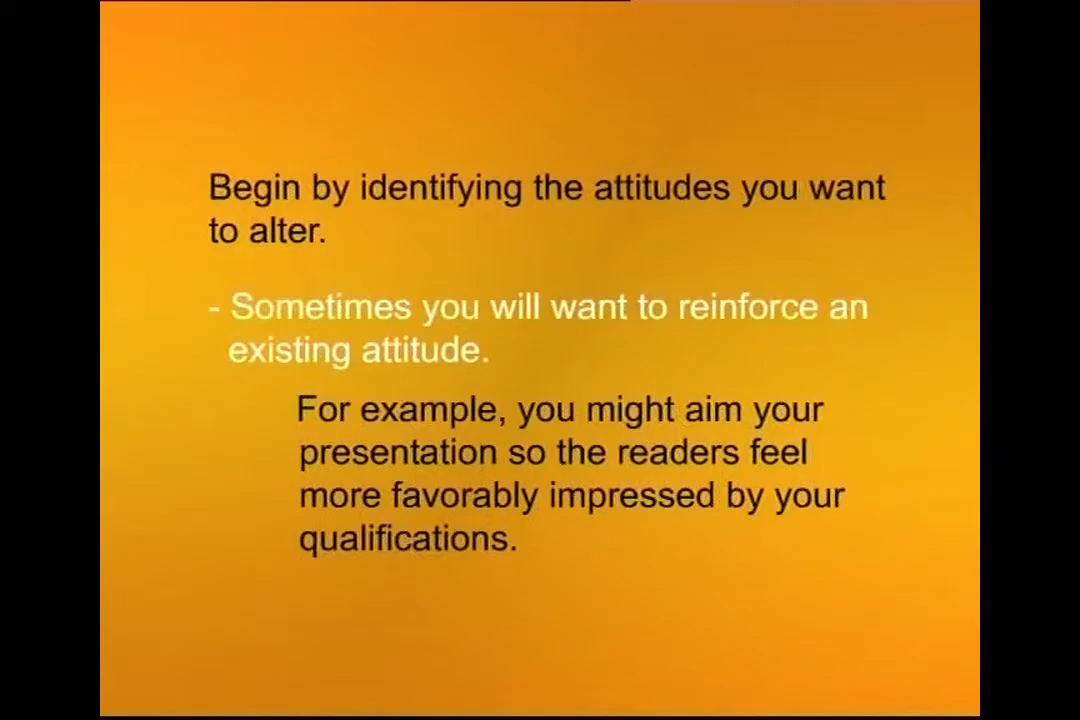 Begin by identifying the attitudes you want
to alter.
- Sometimes you will want to reinforce an
existing attitude.
For example, you might aim your
presentation so the readers feel
more favorably impressed by your
qualifications.